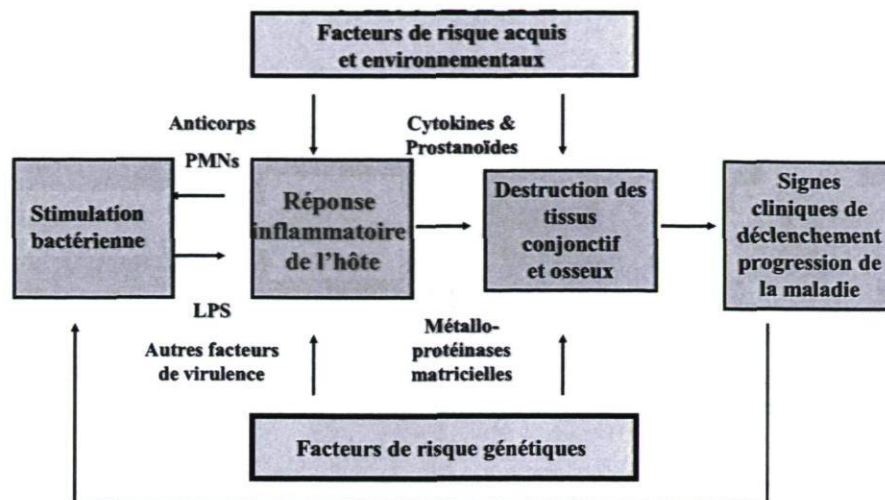 Facteurs de risque acquis
et environnementaux
Anticorps
PMNs
Cytokines &
Prostanoïdes
Stimulation
bactérienne
Réponse
inflammatoire
de l'hôte
Destruction des
tissus
conjonctif
et osseux
Signes
cliniques de
déclenchement
progression de
la maladie
LPS
Autres facteurs
de virulence
Métallo-
protéinases
matricielles
Facteurs de risque génétiques